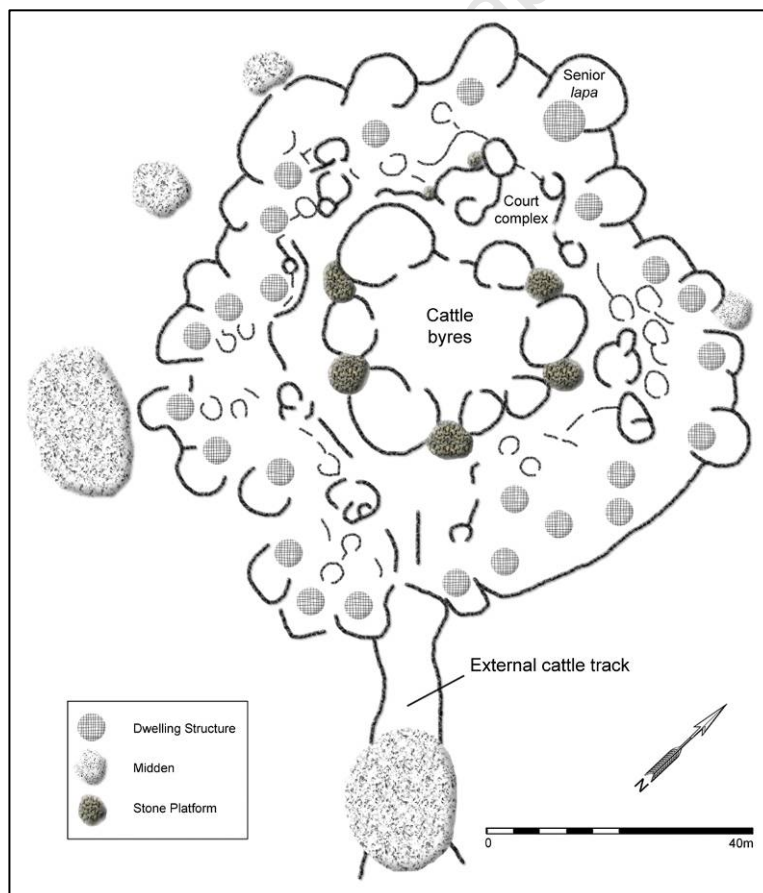 Senior
lapa
Court
complex
Cattle
byres
External cattle track
Dwelling Structure
Midden
Stone Platform
N
0
40m